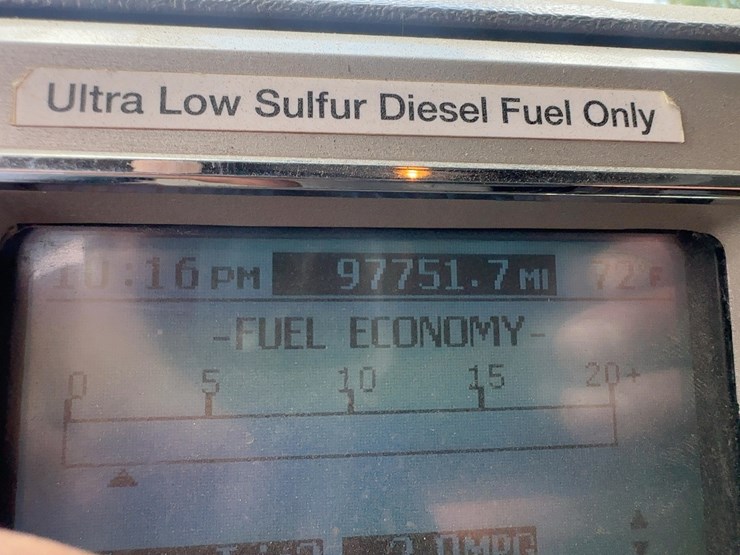 Ultra Low Sulfur Diesel Fuel Only
10:16 PM 97751.7 MI 72°F
-FUEL ECONOMY-
0 5 10 15 20+